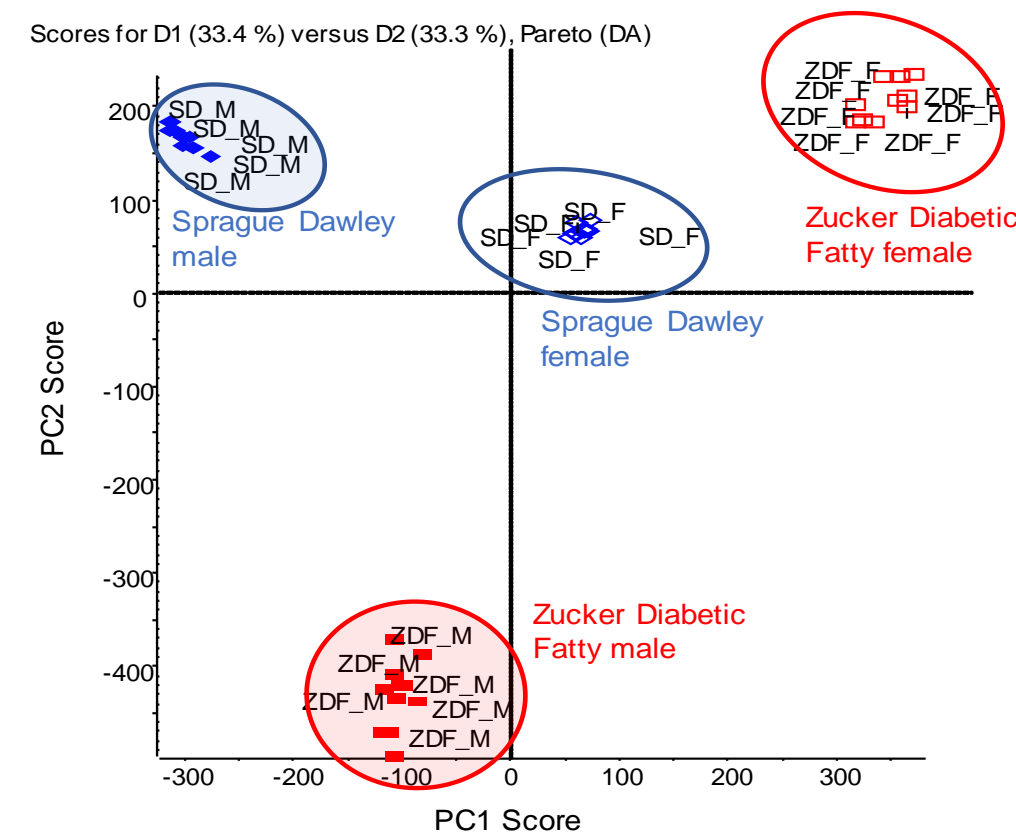 Scores for D1 (33.4 %) versus D2 (33.3 %), Pareto (DA)
200
100
0
-100
-200
-300
-400
PC2 Score
SD_M
SD_M
SD_M
SD_M
SD_M
Sprague Dawley
male
SD_F
SD_F
SD_F
SD_F
SD_F
Sprague Dawley
female
ZDF_F
ZDF_F
ZDF_F
ZDF_F
ZDF_F
ZDF_F
ZDF_F
Zucker Diabetic
Fatty female
Zucker Diabetic
Fatty male
ZDF_M
ZDF_M
ZDF_M
ZDF_M
ZDF_M
ZDF_M
-300
-200
-100
0
100
200
300
PC1 Score